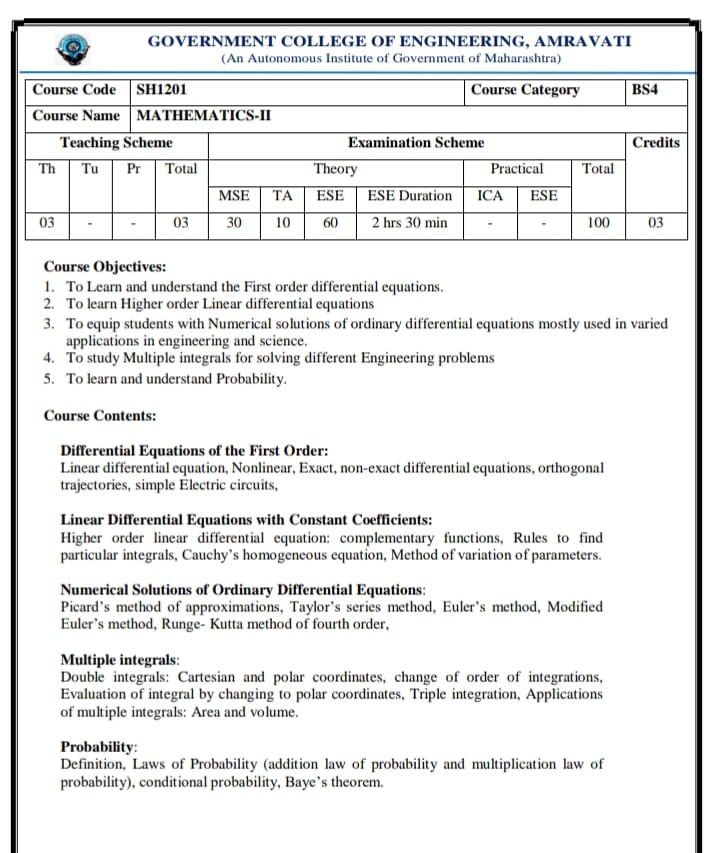 GOVERNMENT COLLEGE OF ENGINEERING, AMRAVATI
(An Autonomous Institute of Government of Maharashtra)
Course Code SH1201 Course Category BS4
Course Name MATHEMATICS-II
Teaching Scheme Examination Scheme Credits
Th Tu Pr Total Theory Practical Total
MSE TA ESE ESE Duration ICA ESE
03 - - 03 30 10 60 2 hrs 30 min - - 100 03
Course Objectives:
1. To Learn and understand the First order differential equations.
2. To learn Higher order Linear differential equations
3. To equip students with Numerical solutions of ordinary differential equations mostly used in varied
applications in engineering and science.
4. To study Multiple integrals for solving different Engineering problems
5. To learn and understand Probability.
Course Contents:
Differential Equations of the First Order:
Linear differential equation, Nonlinear, Exact, non-exact differential equations, orthogonal
trajectories, simple Electric circuits,
Linear Differential Equations with Constant Coefficients:
Higher order linear differential equation: complementary functions, Rules to find
particular integrals, Cauchy's homogeneous equation, Method of variation of parameters.
Numerical Solutions of Ordinary Differential Equations:
Picard's method of approximations, Taylor's series method, Euler's method, Modified
Euler's method, Runge- Kutta method of fourth order,
Multiple integrals:
Double integrals: Cartesian and polar coordinates, change of order of integrations,
Evaluation of integral by changing to polar coordinates, Triple integration, Applications
of multiple integrals: Area and volume.
Probability:
Definition, Laws of Probability (addition law of probability and multiplication law of
probability), conditional probability, Baye's theorem.